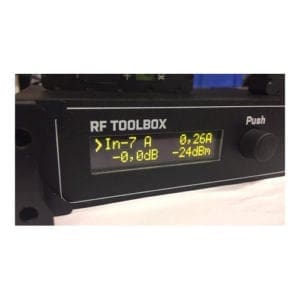 RF TOOLBOX
Push
>In-7 A 0,26A
-0,0dB -24dBm